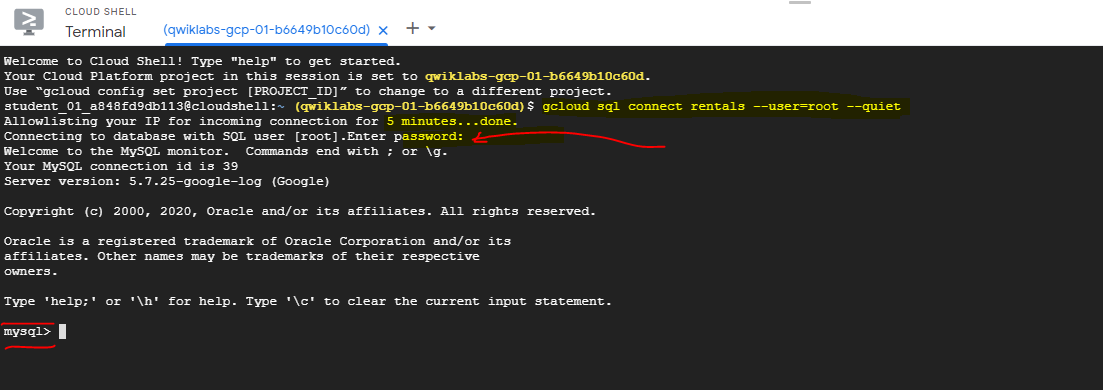 CLOUD SHELL
Terminal
(qwiklabs-gcp-01-b6649b10c60d)
Welcome to Cloud Shell! Type "help" to get started.
Your Cloud Platform project in this session is set to qwiklabs-gcp-01-b6649b10c60d.
Use “gcloud config set project [PROJECT_ID]” to change to a different project.
student_01_a848fd9db113@cloudshell:~ (qwiklabs-gcp-01-b6649b10c60d)$ gcloud sql connect rentals --user=root --quiet
Allowlisting your IP for incoming connection for 5 minutes...done.
Connecting to database with SQL user [root].Enter password:
Welcome to the MySQL monitor.  Commands end with ; or \g.
Your MySQL connection id is 39
Server version: 5.7.25-google-log (Google)
Copyright (c) 2000, 2020, Oracle and/or its affiliates. All rights reserved.
Oracle is a registered trademark of Oracle Corporation and/or its
affiliates. Other names may be trademarks of their respective
owners.
Type 'help;' or '\h' for help. Type '\c' to clear the current input statement.
mysql>